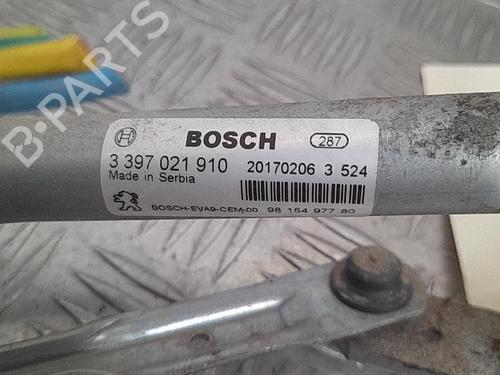 B-PARTS
BOSCH 287
3 397 021 910 20170206 3 524
Made in Serbia
BOSCH-EVA9-CEM-00 98 154 977 80